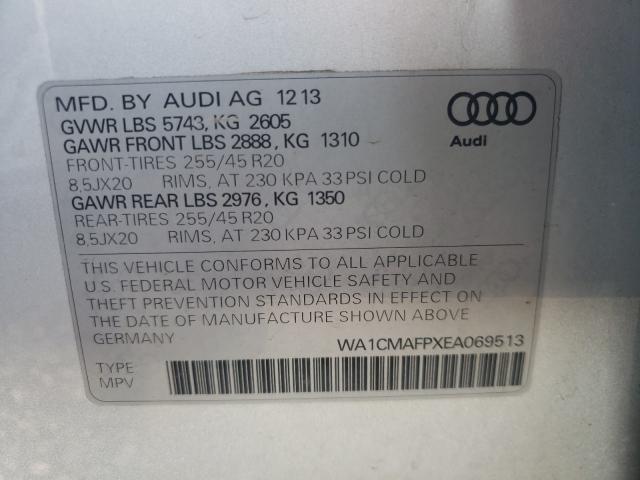 MFD. BY AUDI AG 12 13
GVWR LBS 5743, KG 2605
GAWR FRONT LBS 2888, KG 1310
FRONT-TIRES 255/45 R20
8,5JX20 RIMS, AT 230 KPA 33 PSI COLD
GAWR REAR LBS 2976, KG 1350
REAR-TIRES 255/45 R20
8,5JX20 RIMS, AT 230 KPA 33 PSI COLD
Audi
THIS VEHICLE CONFORMS TO ALL APPLICABLE
U.S. FEDERAL MOTOR VEHICLE SAFETY AND
THEFT PREVENTION STANDARDS IN EFFECT ON
THE DATE OF MANUFACTURE SHOWN ABOVE
GERMANY
WA1CMAFPXEA069513
TYPE
MPV